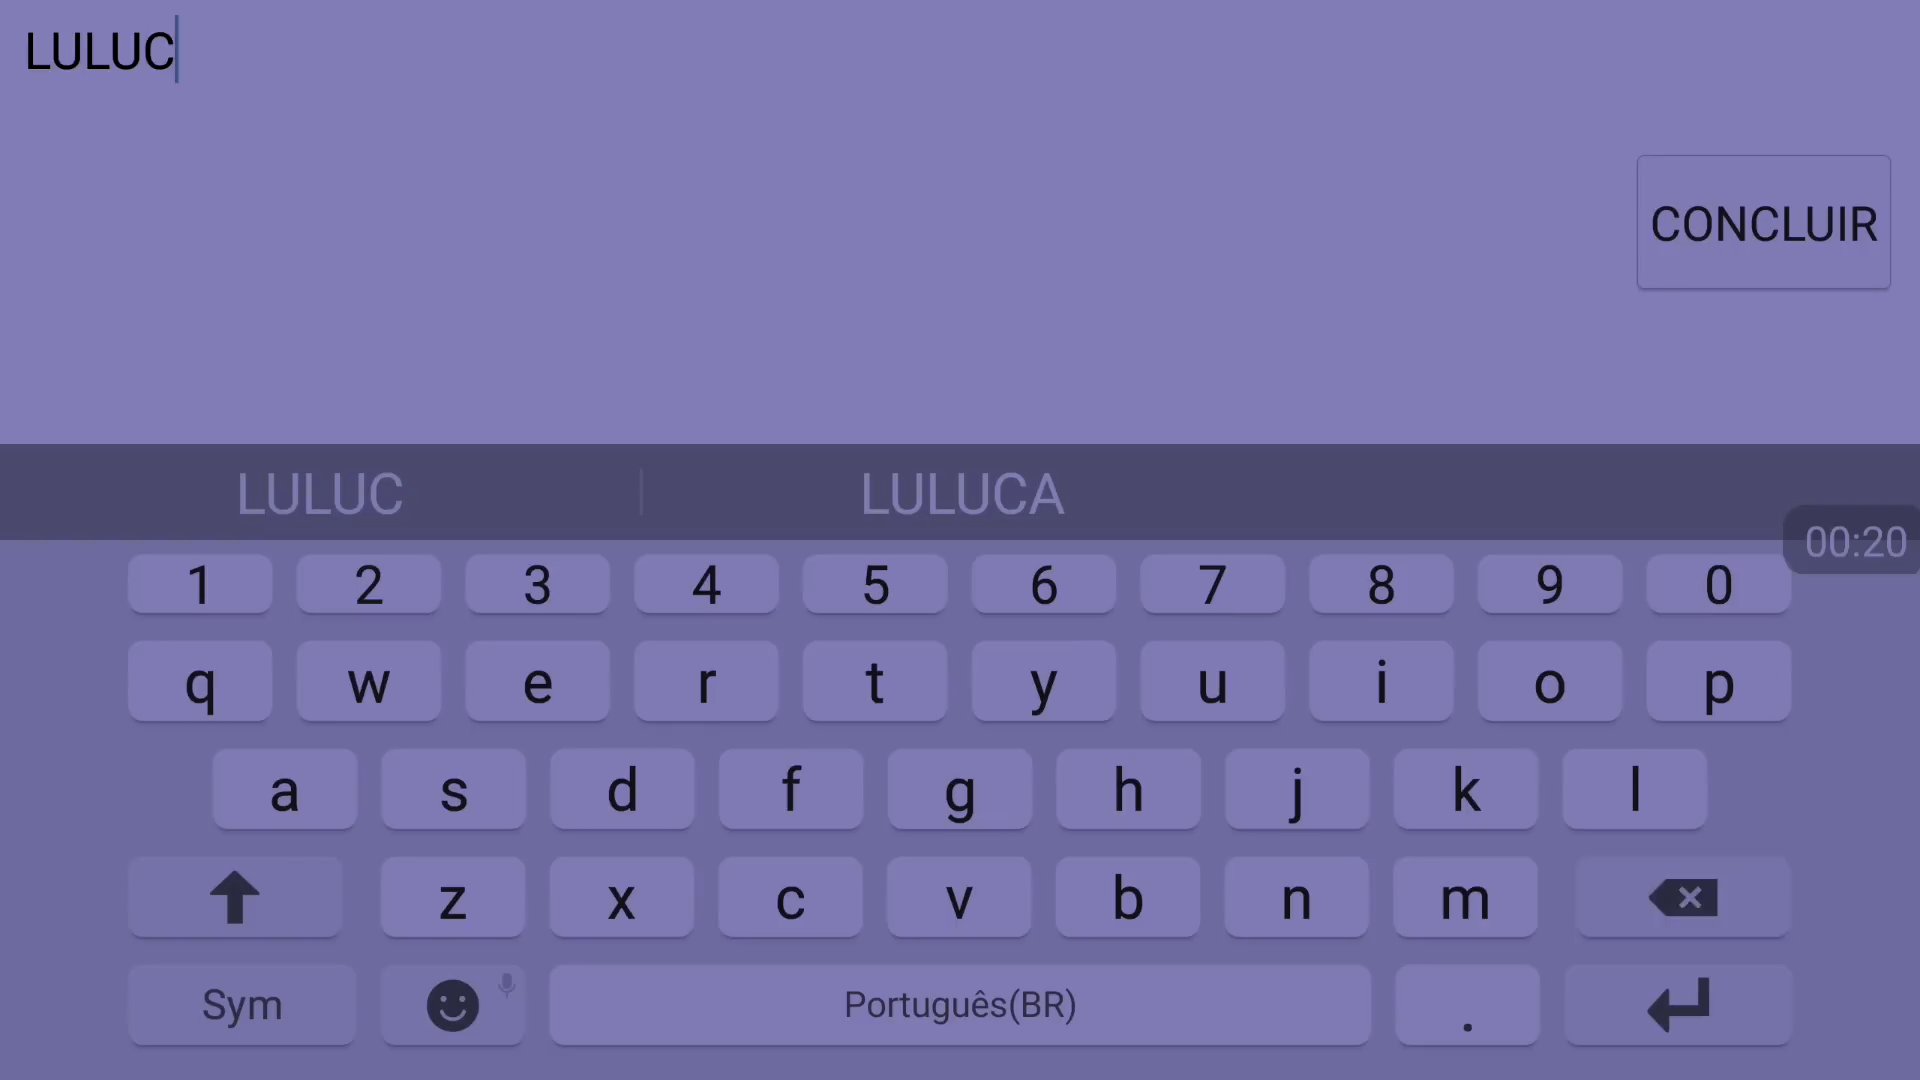 LULUC
CONCLUIR
LULUC LULUCA
00:20
1 2 3 4 5 6 7 8 9 0
q w e r t y u i o p
a s d f g h j k l
z x c v b n m
Sym Português(BR) .